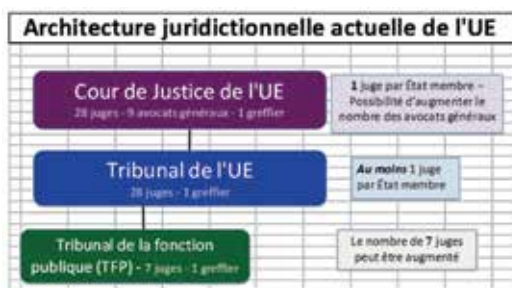 Architecture juridictionnelle actuelle de l'UE
Cour de Justice de l'UE
28 juges - 9 avocats généraux - 1 greffier
1 juge par État membre –
Possibilité d'augmenter le
nombre des avocats généraux
Tribunal de l'UE
28 juges - 1 greffier
Au moins 1 juge
par État membre
Tribunal de la fonction
publique (TFP) - 7 juges - 1 greffier
Le nombre de 7 juges
peut être augmenté